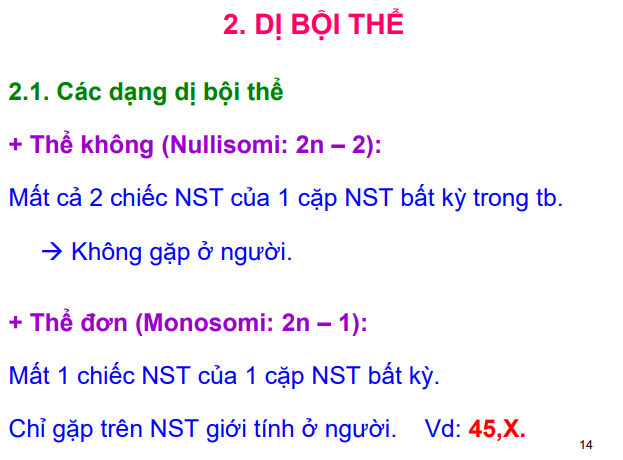 2. DỊ BỘI THỂ
2.1. Các dạng dị bội thể
+ Thể không (Nullisomi: 2n – 2):
Mất cả 2 chiếc NST của 1 cặp NST bất kỳ trong tb.
→ Không gặp ở người.
+ Thể đơn (Monosomi: 2n – 1):
Mất 1 chiếc NST của 1 cặp NST bất kỳ.
Chỉ gặp trên NST giới tính ở người. Vd: 45,X.
14